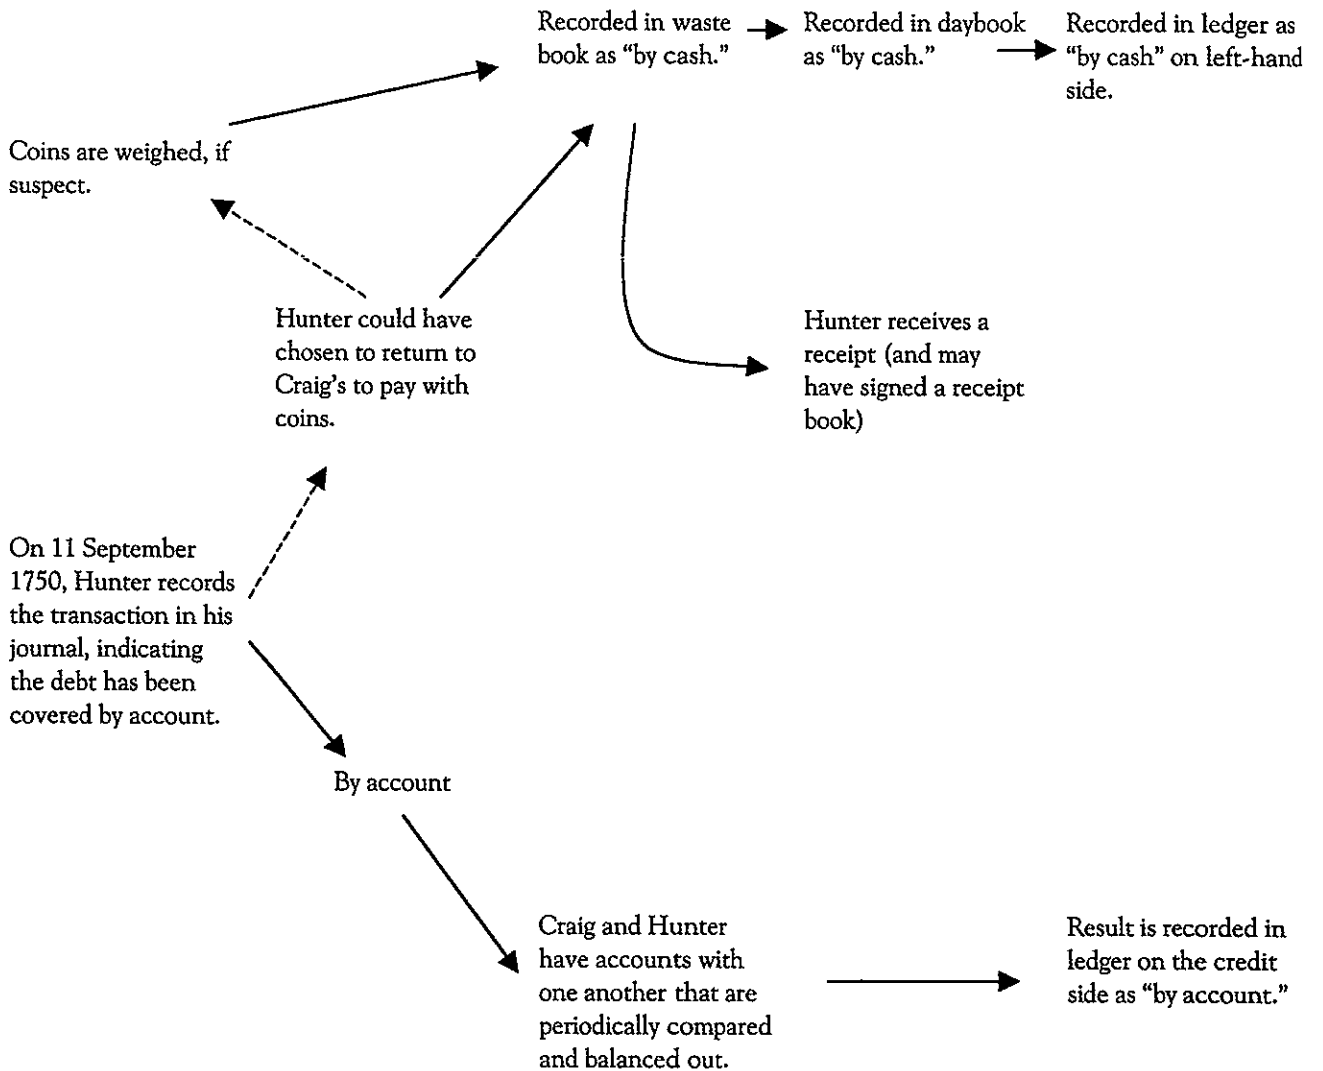 Recorded in waste
book as “by cash.”
Recorded in daybook
as “by cash.”
Recorded in ledger as
“by cash” on left-hand
side.
Coins are weighed, if
suspect.
Hunter could have
chosen to return to
Craig's to pay with
coins.
Hunter receives a
receipt (and may
have signed a receipt
book)
On 11 September
1750, Hunter records
the transaction in his
journal, indicating
the debt has been
covered by account.
By account
Craig and Hunter
have accounts with
one another that are
periodically compared
and balanced out.
Result is recorded in
ledger on the credit
side as “by account.”